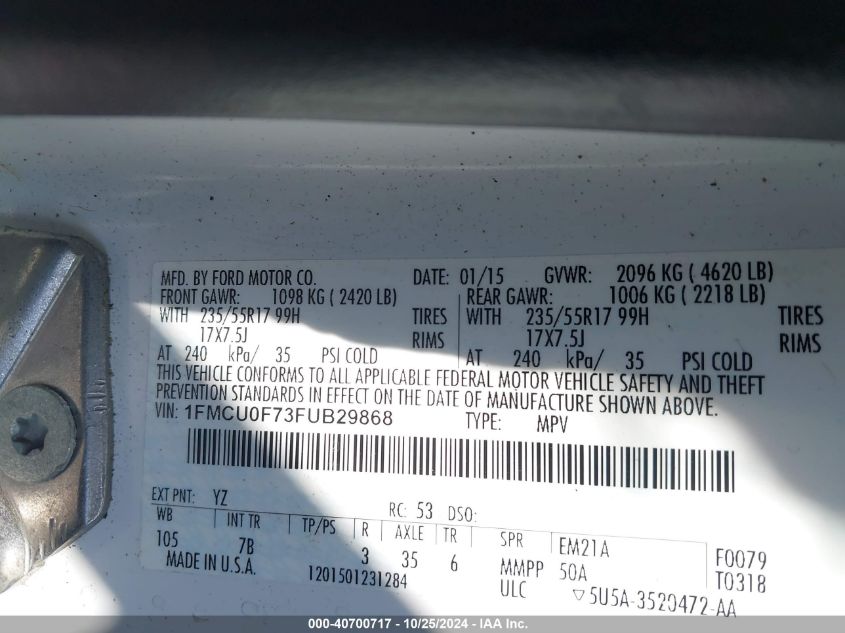 MFD. BY FORD MOTOR CO. DATE: 01/15 GVWR: 2096 KG ( 4620 LB)
FRONT GAWR: 1098 KG ( 2420 LB) REAR GAWR: 1006 KG ( 2218 LB)
WITH 235/55R17 99H TIRES WITH 235/55R17 99H TIRES
17X7.5J RIMS 17X7.5J RIMS
AT 240 kPa/ 35 PSI COLD AT 240 kPa/ 35 PSI COLD
THIS VEHICLE CONFORMS TO ALL APPLICABLE FEDERAL MOTOR VEHICLE SAFETY AND THEFT
PREVENTION STANDARDS IN EFFECT ON THE DATE OF MANUFACTURE SHOWN ABOVE.
VIN: 1FMCU0F73FUB29868 TYPE: MPV
EXT PNT: YZ RC: 53 DSO:
WB INT TR TP/PS R AXLE TR SPR EM21A F0079
105 7B 3 35 6 MMPP 50A T0318
MADE IN U.S.A. 1201501231284 ULC ▽5U5A-3520472-AA
000-40700717 - 10/25/2024 - IAA Inc.